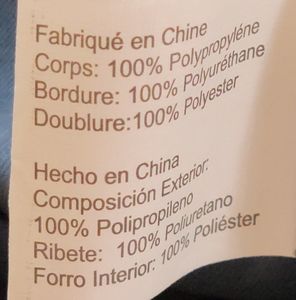 Fabriqué en Chine
Corps: 100% Polypropyléne
Bordure: 100% Polyuréthane
Doublure:100% Polyester
Hecho en China
Composición Exterior:
100% Polipropileno
Ribete: 100% Poliuretano
Forro Interior: 100% Poliéster